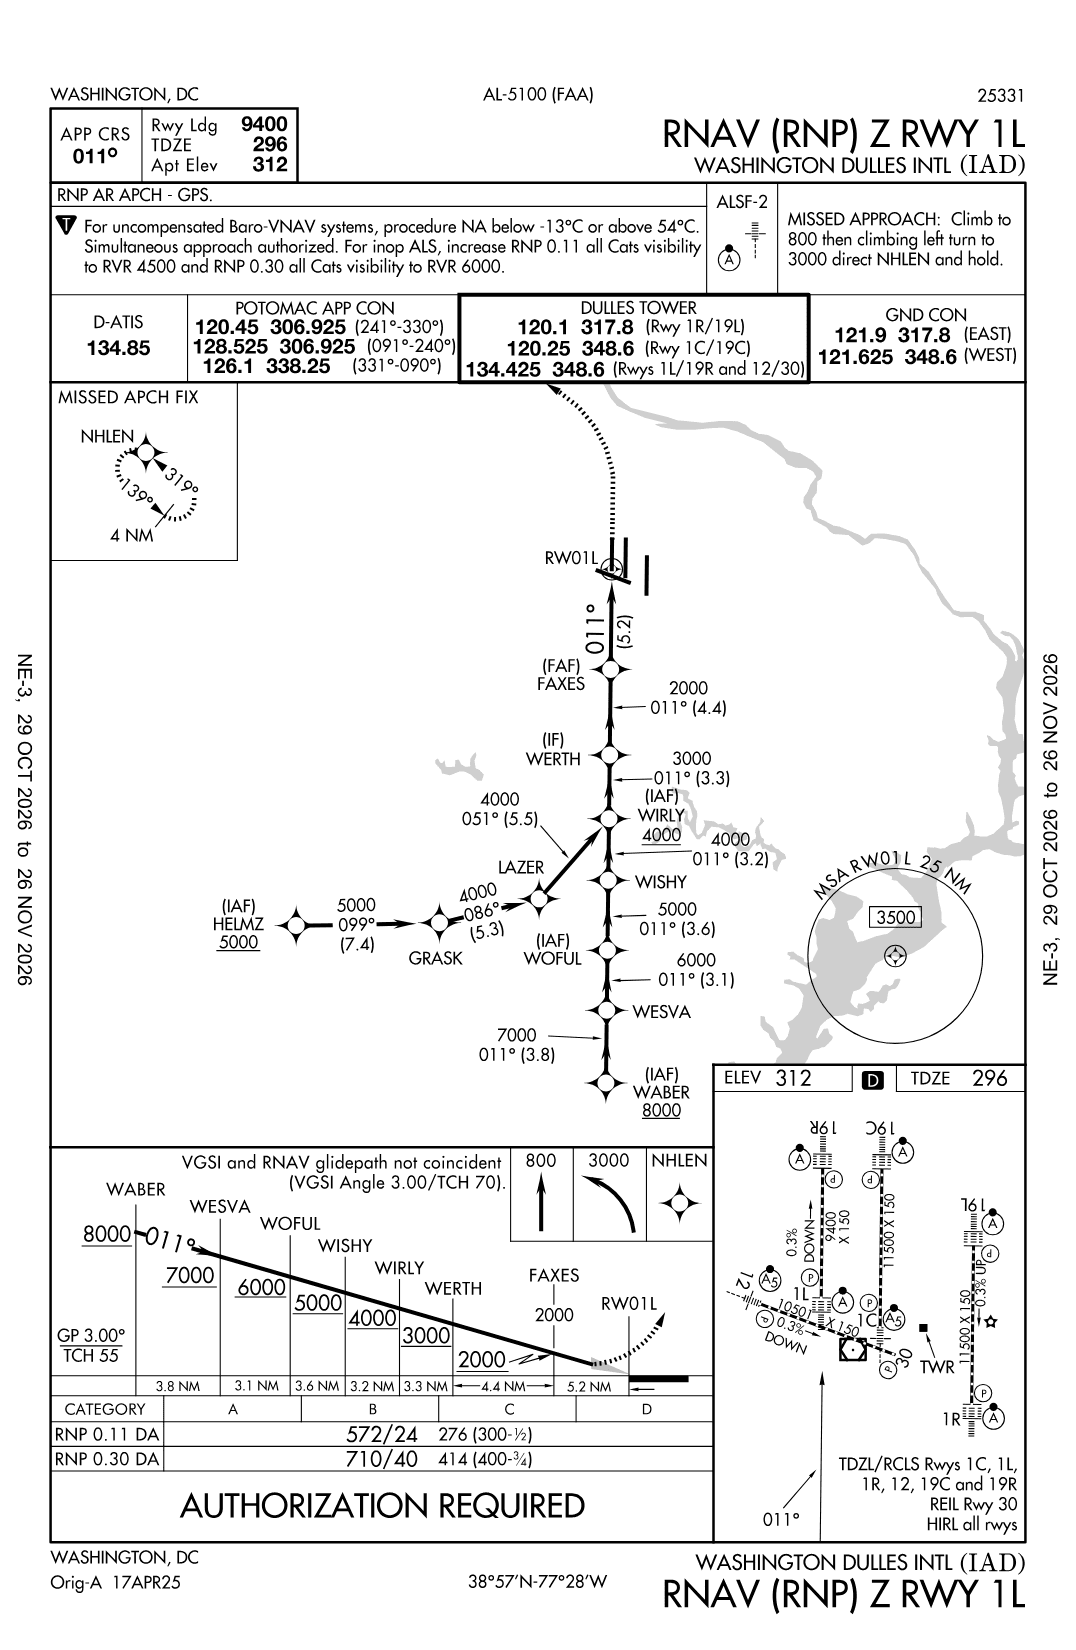 WASHINGTON, DC
AL-5100 (FAA)
25331
APP CRS
011°
Rwy Ldg 9400
TDZE 296
Apt Elev 312
RNAV (RNP) Z RWY 1L
WASHINGTON DULLES INTL (IAD)
RNP AR APCH - GPS.
T
For uncompensated Baro-VNAV systems, procedure NA below -13°C or above 54°C.
Simultaneous approach authorized. For inop ALS, increase RNP 0.11 all Cats visibility
to RVR 4500 and RNP 0.30 all Cats visibility to RVR 6000.
ALSF-2
A
MISSED APPROACH: Climb to
800 then climbing left turn to
3000 direct NHLEN and hold.
D-ATIS
134.85
POTOMAC APP CON
120.45 306.925 (241°-330°)
128.525 306.925 (091°-240°)
126.1 338.25 (331°-090°)
DULLES TOWER
120.1 317.8 (Rwy 1R/19L)
120.25 348.6 (Rwy 1C/19C)
134.425 348.6 (Rwys 1L/19R and 12/30)
GND CON
121.9 317.8 (EAST)
121.625 348.6 (WEST)
MISSED APCH FIX
NHLEN
319°
139°
4 NM
RW01L
011°
(5.2)
(FAF)
FAXES
2000
011° (4.4)
(IF)
WERTH
3000
011° (3.3)
(IAF)
WIRLY
4000
4000
051° (5.5)
4000
011° (3.2)
LAZER
WISHY
(IAF)
HELMZ
5000
5000
099°
(7.4)
GRASK
4000
086°
(5.3)
5000
011° (3.6)
(IAF)
WOFUL
6000
011° (3.1)
WESVA
7000
011° (3.8)
(IAF)
WABER
8000
MSA RW01L 25 NM
3500
NE-3, 29 OCT 2026 to 26 NOV 2026
NE-3, 29 OCT 2026 to 26 NOV 2026
ELEV 312
D
TDZE 296
19R
19C
A
A
P
P
19L
A
P
0.3%
DOWN
9400
X 150
11500 X 150
0.3% UP
11500 X 150
12
A5
P
1L
A
P
1C
A5
10501 X 150
P
0.3%
DOWN
30
P
TWR
P
1R
A
011°
TDZL/RCLS Rwys 1C, 1L,
1R, 12, 19C and 19R
REIL Rwy 30
HIRL all rwys
VGSI and RNAV glidepath not coincident
(VGSI Angle 3.00/TCH 70).
800
3000
NHLEN
WABER
WESVA
WOFUL
WISHY
WIRLY
WERTH
FAXES
2000
RW01L
8000
011°
7000
6000
5000
4000
3000
2000
GP 3.00°
TCH 55
3.8 NM
3.1 NM
3.6 NM
3.2 NM
3.3 NM
4.4 NM
5.2 NM
CATEGORY A B C D
RNP 0.11 DA 572/24 276 (300-½)
RNP 0.30 DA 710/40 414 (400-¾)
AUTHORIZATION REQUIRED
WASHINGTON, DC
Orig-A 17APR25
38°57'N-77°28'W
WASHINGTON DULLES INTL (IAD)
RNAV (RNP) Z RWY 1L